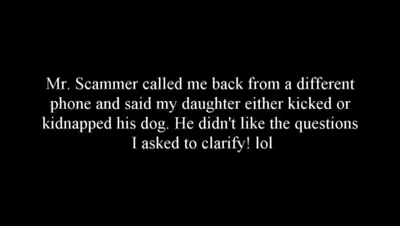 Mr. Scammer called me back from a different
phone and said my daughter either kicked or
kidnapped his dog. He didn't like the questions
I asked to clarify! lol